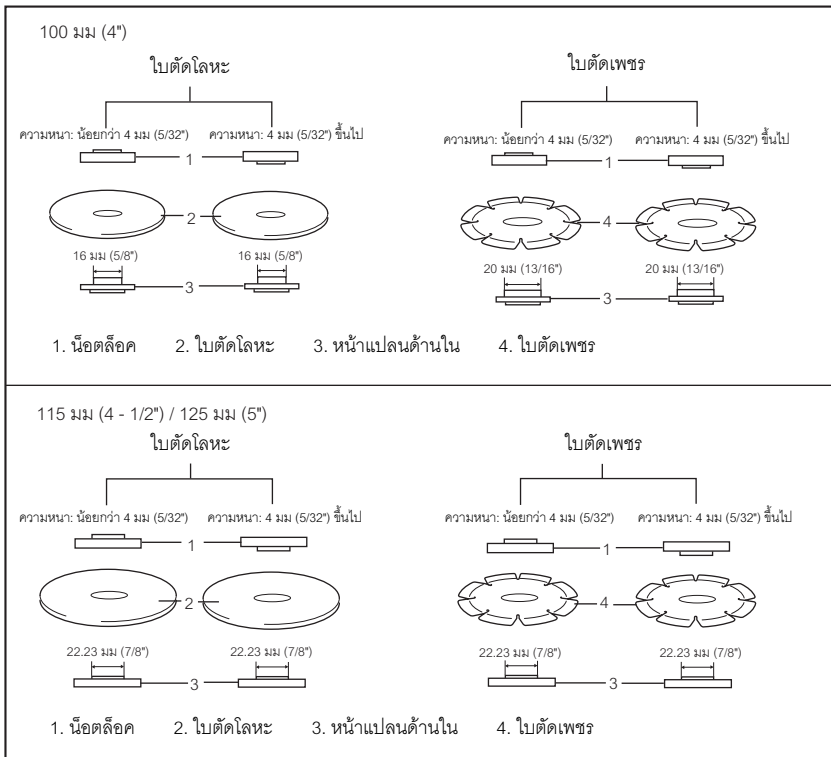 100 มม (4")
ใบตัดโลหะ ใบตัดเพชร
ความหนา: น้อยกว่า 4 มม (5/32") ความหนา: 4 มม (5/32") ขึ้นไป ความหนา: น้อยกว่า 4 มม (5/32") ความหนา: 4 มม (5/32") ขึ้นไป
1 1
2 4
16 มม (5/8") 16 มม (5/8") 20 มม (13/16") 20 มม (13/16")
3 3
1. น็อตล็อค 2. ใบตัดโลหะ 3. หน้าแปลนด้านใน 4. ใบตัดเพชร
115 มม (4 - 1/2") / 125 มม (5")
ใบตัดโลหะ ใบตัดเพชร
ความหนา: น้อยกว่า 4 มม (5/32") ความหนา: 4 มม (5/32") ขึ้นไป ความหนา: น้อยกว่า 4 มม (5/32") ความหนา: 4 มม (5/32") ขึ้นไป
1 1
2 4
22.23 มม (7/8") 22.23 มม (7/8") 22.23 มม (7/8") 22.23 มม (7/8")
3 3
1. น็อตล็อค 2. ใบตัดโลหะ 3. หน้าแปลนด้านใน 4. ใบตัดเพชร